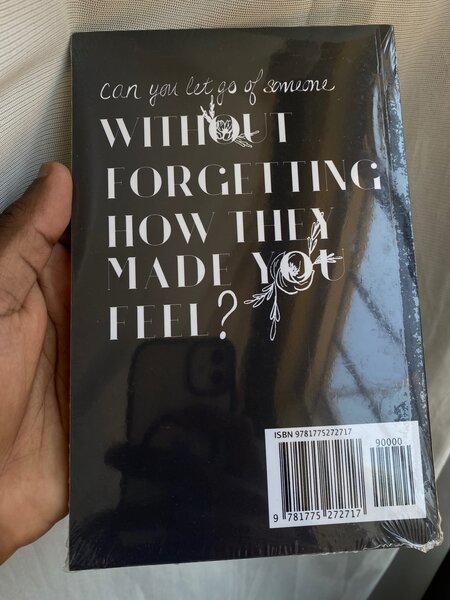 can you let go of someone
WITHOUT
FORGETTING
HOW THEY
MADE YOU
FEEL?
ISBN 9781775272717
90000
9 781775 272717